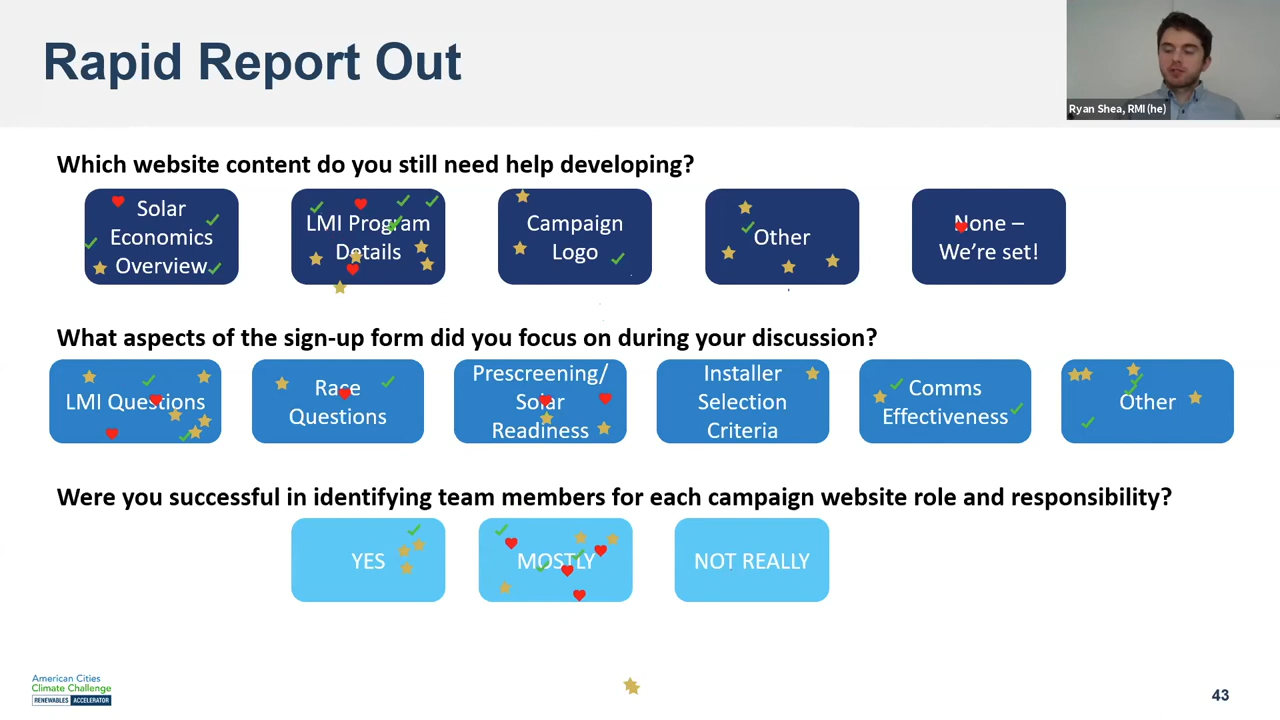 Rapid Report Out
Ryan Shea, RMI (he)
Which website content do you still need help developing?
Solar
Economics
Overview
LMI Program
Details
Campaign
Logo
Other
None –
We're set!
What aspects of the sign-up form did you focus on during your discussion?
LMI Questions
Race
Questions
Prescreening/
Solar
Readiness
Installer
Selection
Criteria
Comms
Effectiveness
Other
Were you successful in identifying team members for each campaign website role and responsibility?
YES
MOSTLY
NOT REALLY
American Cities
Climate Challenge
RENEWABLES ACCELERATOR
43